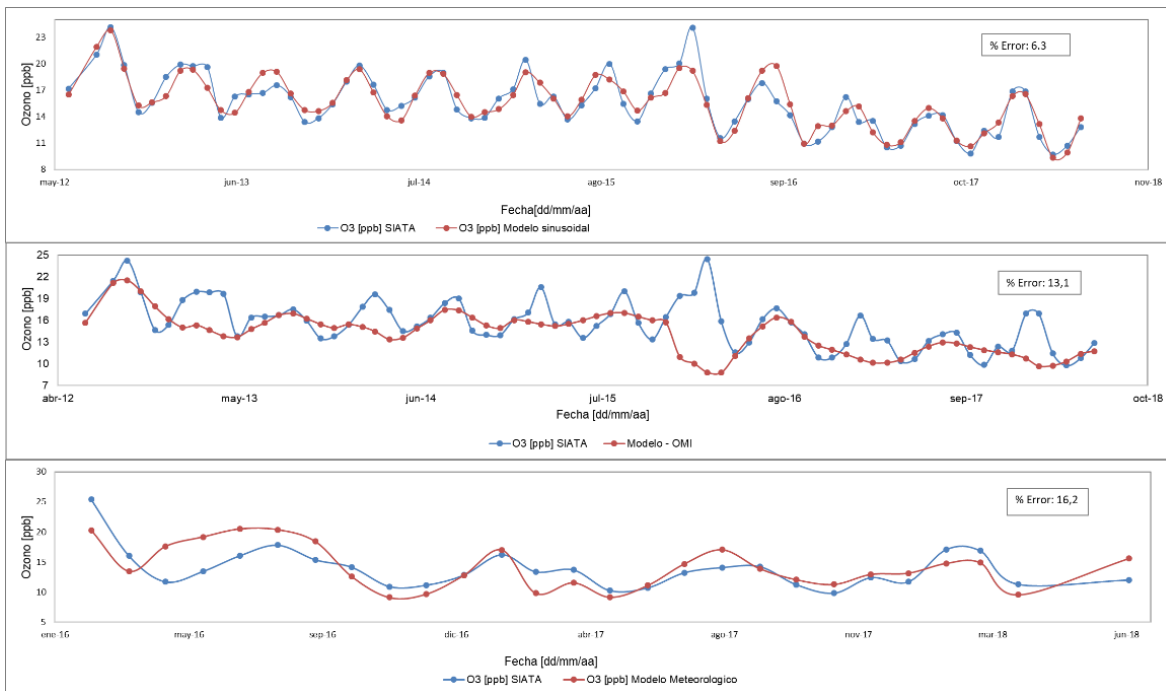 Ozono [ppb]
23
20
17
14
11
8
% Error: 6.3
may-12 jun-13 jul-14 ago-15 sep-16 oct-17 nov-18
Fecha[dd/mm/aa]
O3 [ppb] SIATA O3 [ppb] Modelo sinusoidal
Ozono [ppb]
25
22
19
16
13
10
7
% Error: 13,1
abr-12 may-13 jun-14 jul-15 ago-16 sep-17 oct-18
Fecha [dd/mm/aa]
O3 [ppb] SIATA Modelo - OMI
Ozono [ppb]
30
25
20
15
10
5
% Error: 16,2
ene-16 may-16 sep-16 dic-16 abr-17 ago-17 nov-17 mar-18 jun-18
Fecha [dd/mm/aa]
O3 [ppb] SIATA O3 [ppb] Modelo Meteorologico